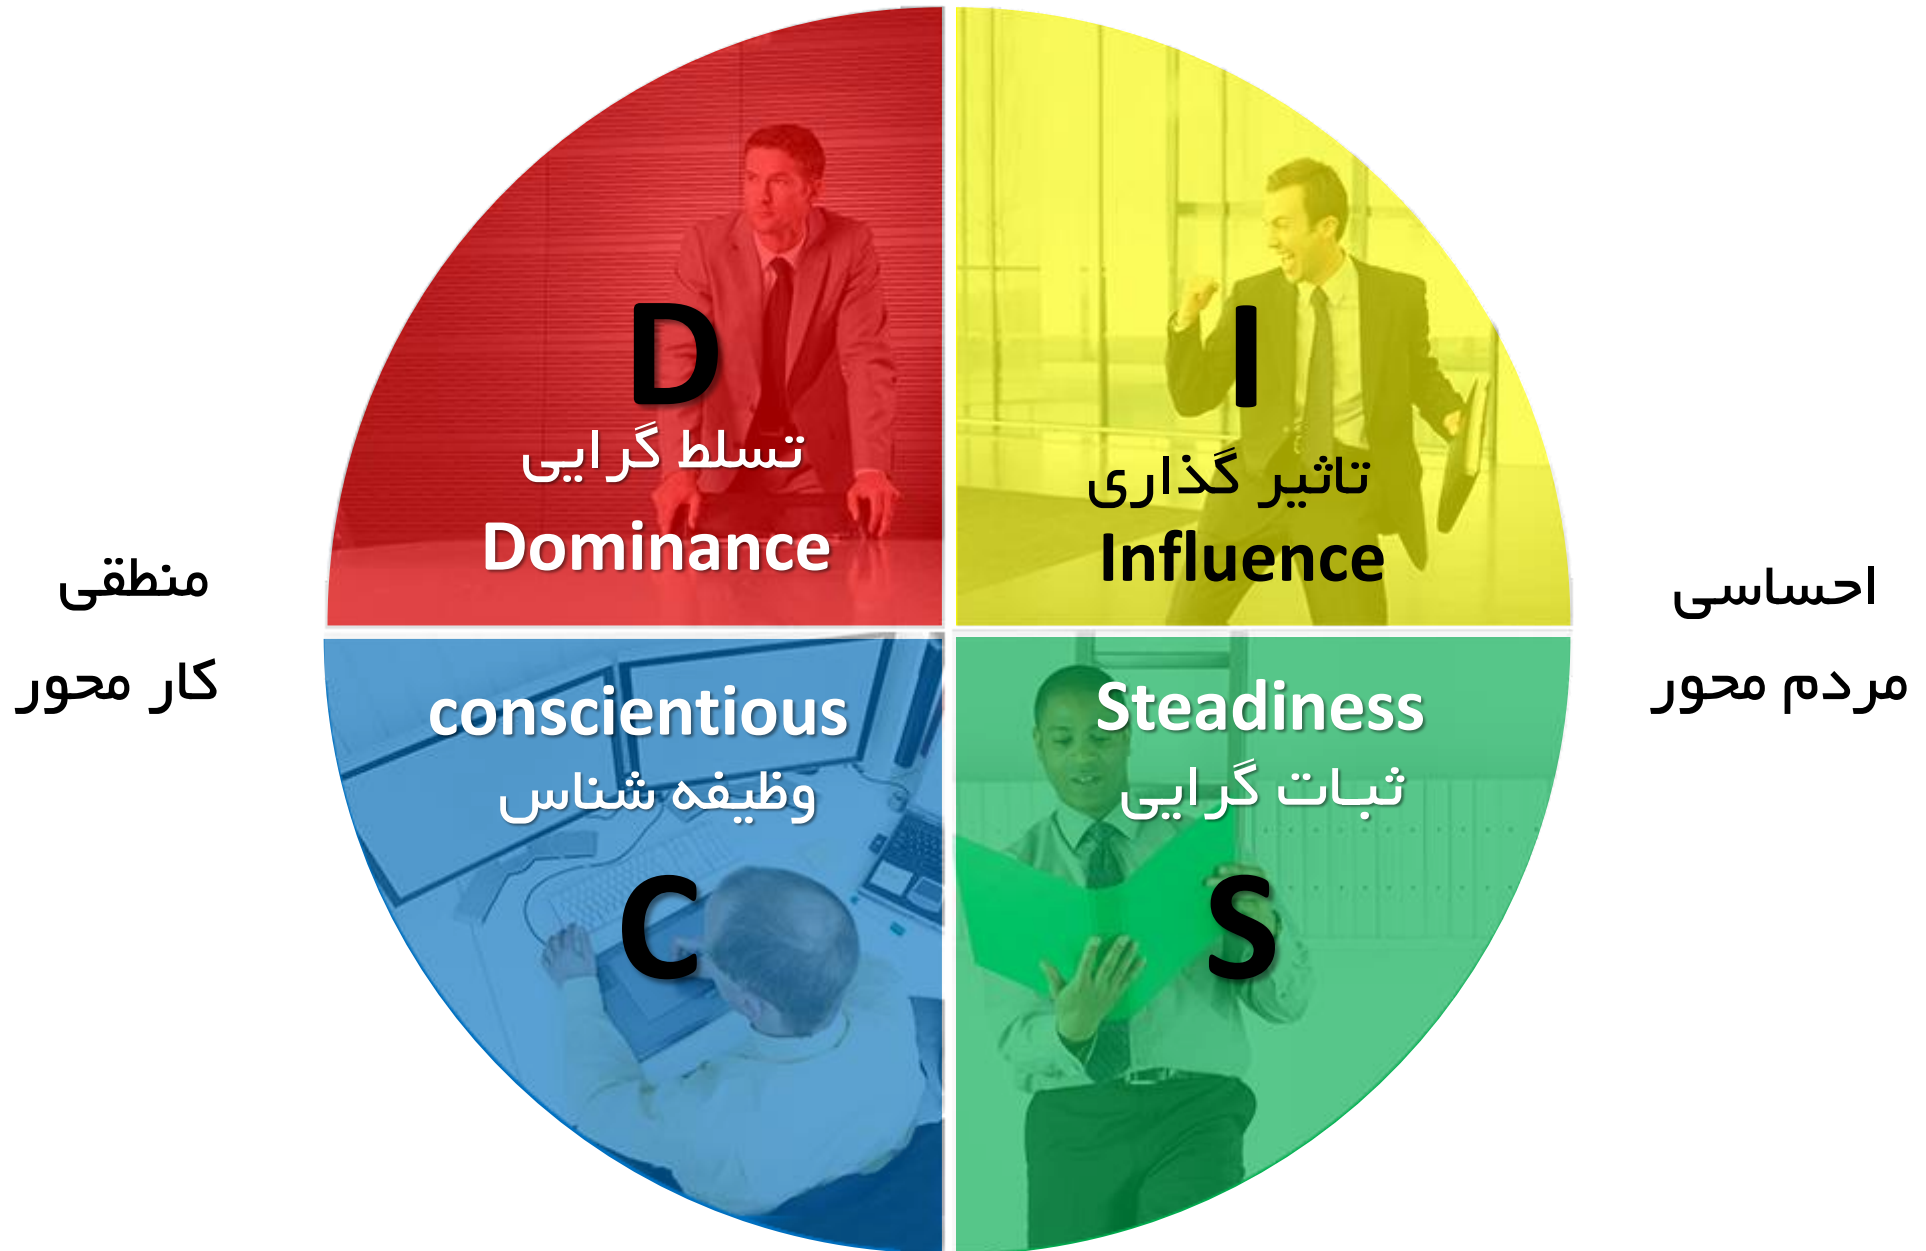 D
تسلط گرایی
Dominance
I
تاثیر گذاری
Influence
منطقی
کار محور
احساسی
مردم محور
conscientious
وظیفه شناس
C
Steadiness
ثبات گرایی
S